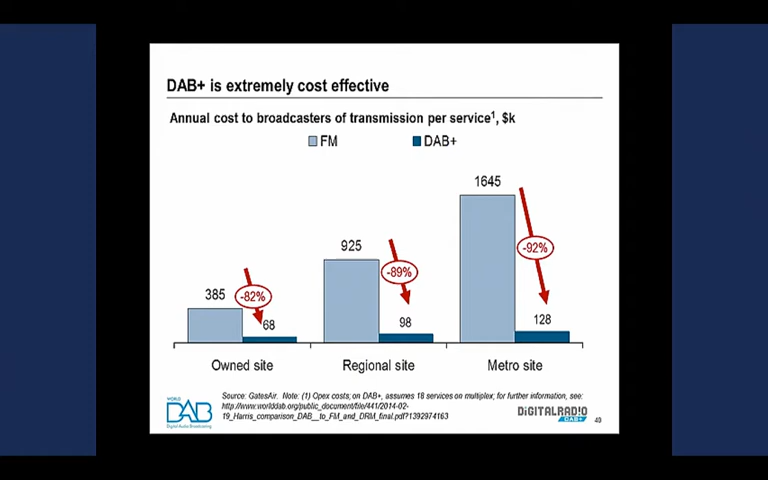 DAB+ is extremely cost effective
Annual cost to broadcasters of transmission per service¹, $k
FM
DAB+
1645
-92%
925
-89%
385
-82%
68
98
128
Owned site
Regional site
Metro site
Source: GatesAir. Note: (1) Opex costs; on DAB+, assumes 18 services on multiplex; for further information, see:
http://www.worlddab.org/public_document/file/441/2014-02-
19_Harris_comparison_DAB__to_FM_and_DRM_final.pdf?1392974163
WORLD
DAB
Digital Audio Broadcasting
DiGiTALRADiO
DAB+
40